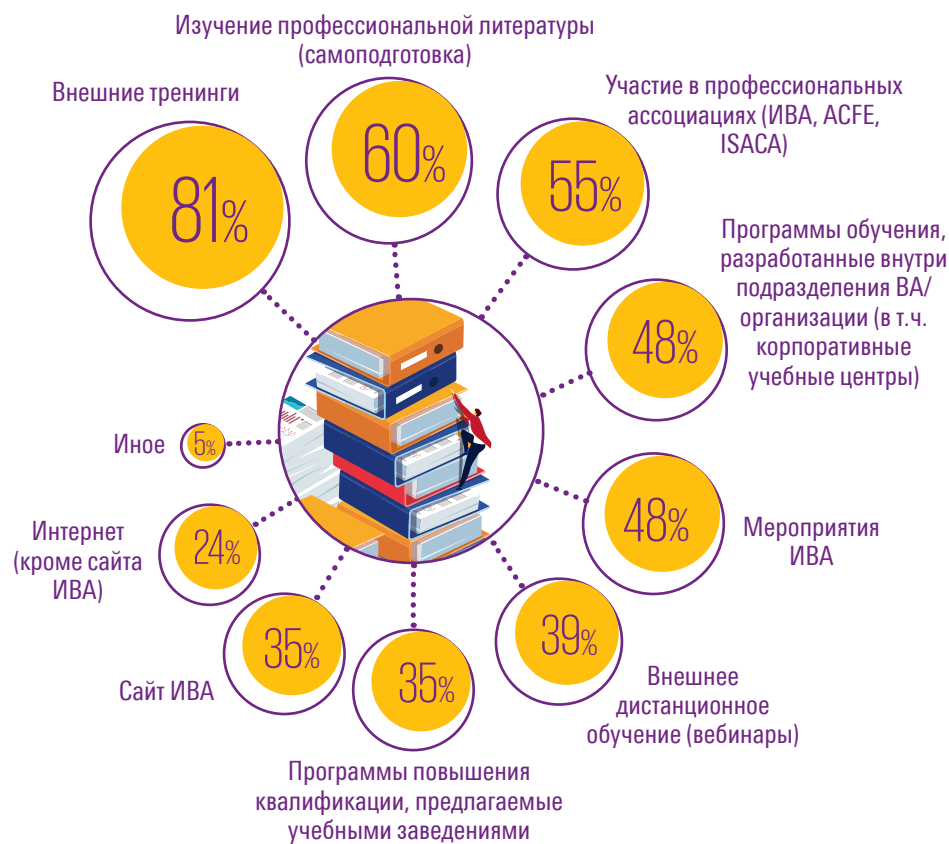 Изучение профессиональной литературы
(самоподготовка)
60%
Внешние тренинги
81%
Участие в профессиональных
ассоциациях (ИВА, ACFE,
ISACA)
55%
Программы обучения,
разработанные внутри
подразделения ВА/
организации (в т.ч.
корпоративные
учебные центры)
48%
Мероприятия
ИВА
48%
Внешнее
дистанционное
обучение (вебинары)
39%
Программы повышения
квалификации, предлагаемые
учебными заведениями
35%
Сайт ИВА
35%
Интернет
(кроме сайта
ИВА)
24%
Иное
5%